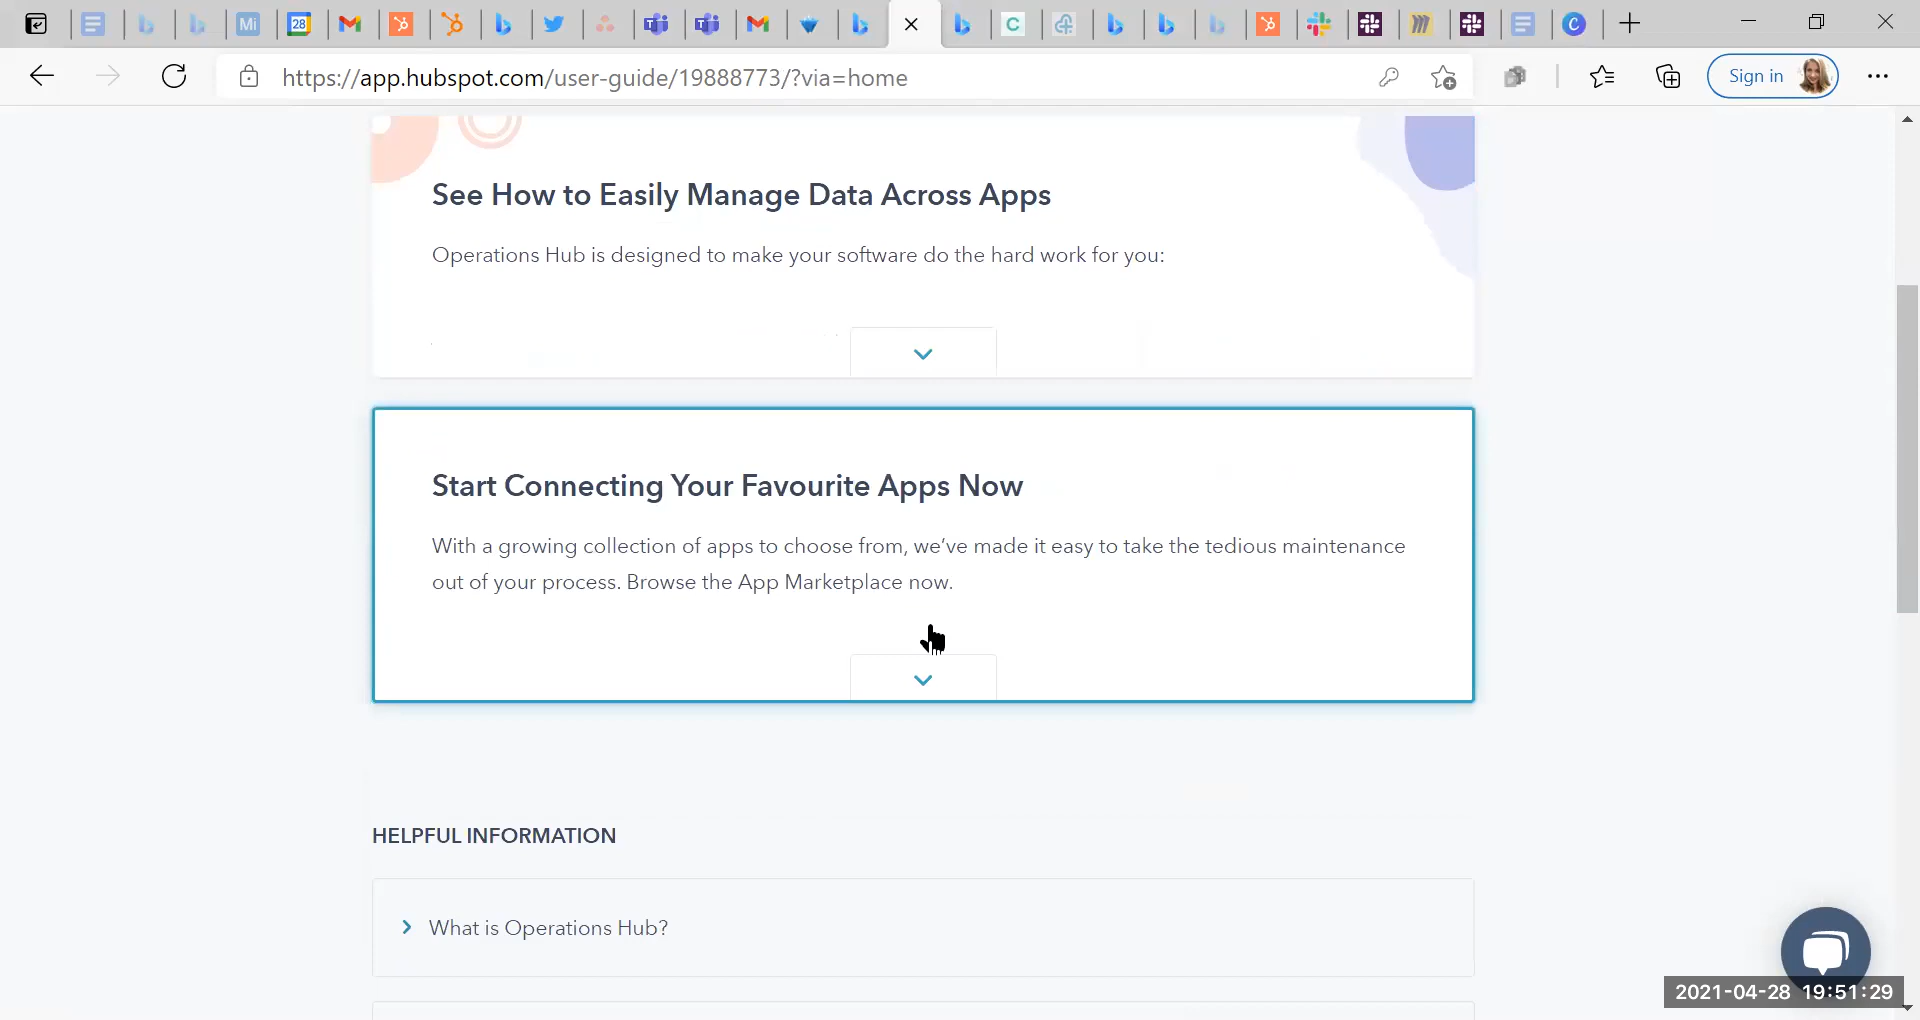 Mi
28
C
C
https://app.hubspot.com/user-guide/19888773/?via=home
Sign in
See How to Easily Manage Data Across Apps
Operations Hub is designed to make your software do the hard work for you:
Start Connecting Your Favourite Apps Now
With a growing collection of apps to choose from, we've made it easy to take the tedious maintenance
out of your process. Browse the App Marketplace now.
HELPFUL INFORMATION
What is Operations Hub?
2021-04-28 19:51:29